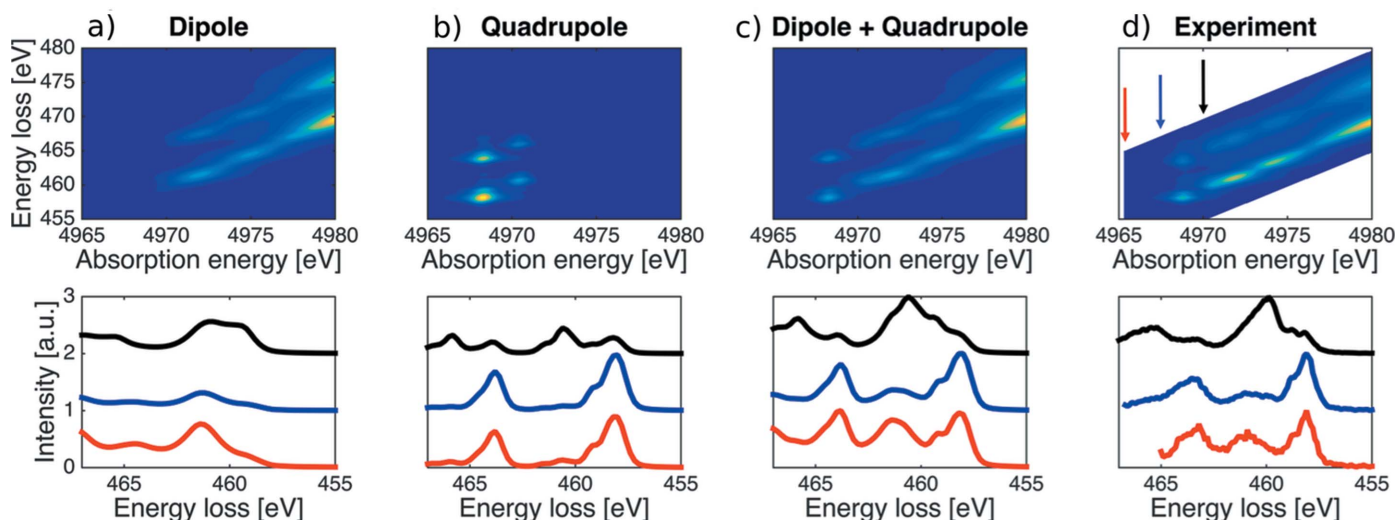 a) Dipole
b) Quadrupole
c) Dipole + Quadrupole
d) Experiment
Energy loss [eV]
480
475
470
465
460
455
4965 4970 4975 4980
Absorption energy [eV]
4965 4970 4975 4980
Absorption energy [eV]
4965 4970 4975 4980
Absorption energy [eV]
4965 4970 4975 4980
Absorption energy [eV]
Intensity [a.u.]
3
2
1
0
465 460 455
Energy loss [eV]
465 460 455
Energy loss [eV]
465 460 455
Energy loss [eV]
465 460 455
Energy loss [eV]